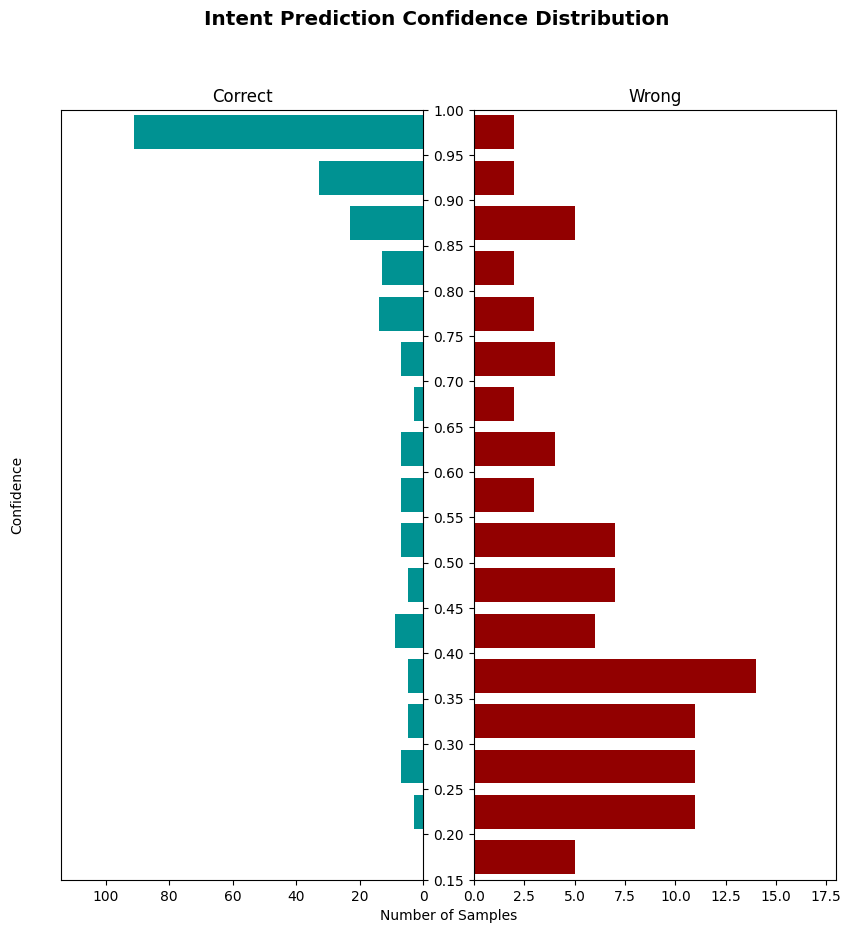 Intent Prediction Confidence Distribution
Correct
Wrong
1.00
0.95
0.90
0.85
0.80
0.75
0.70
0.65
0.60
0.55
0.50
0.45
0.40
0.35
0.30
0.25
0.20
0.15
Confidence
100 80 60 40 20 0
0.0 2.5 5.0 7.5 10.0 12.5 15.0 17.5
Number of Samples